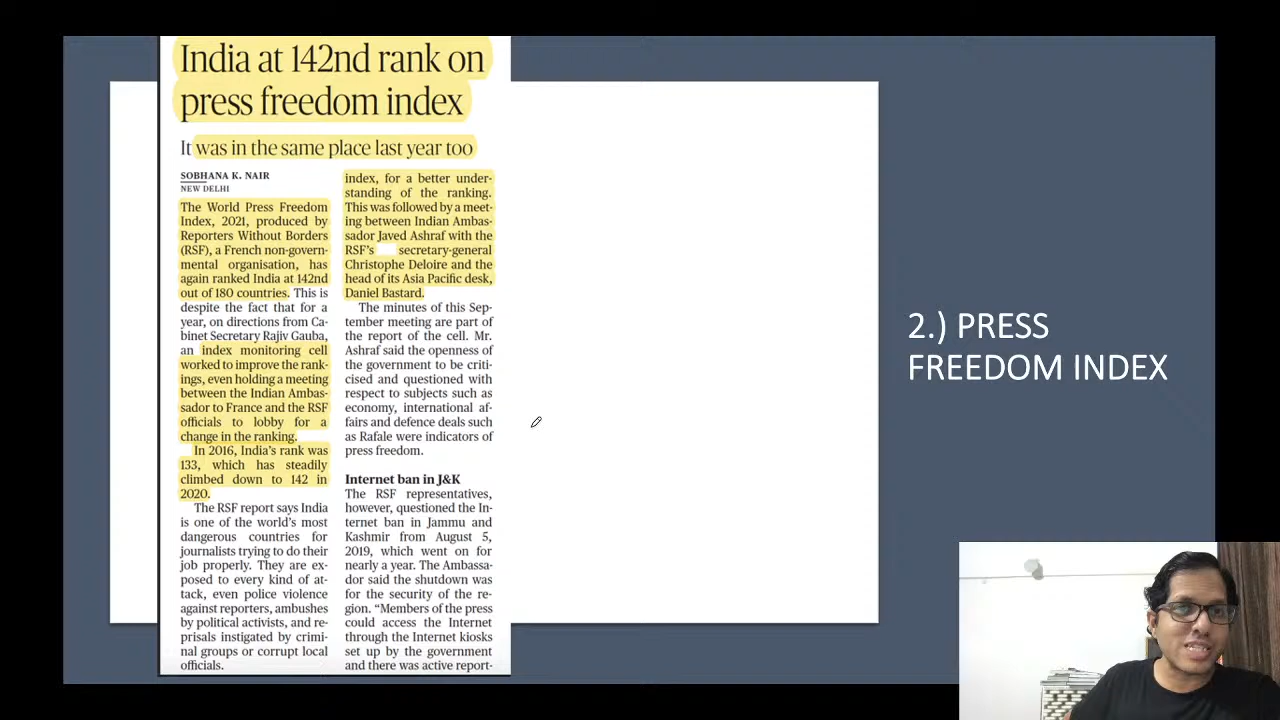 India at 142nd rank on
press freedom index
It was in the same place last year too
SOBHANA K. NAIR
NEW DELHI
The World Press Freedom
Index, 2021, produced by
Reporters Without Borders
(RSF), a French non-govern-
mental organisation, has
again ranked India at 142nd
out of 180 countries. This is
despite the fact that for a
year, on directions from Ca-
binet Secretary Rajiv Gauba,
an index monitoring cell
worked to improve the rank-
ings, even holding a meeting
between the Indian Ambas-
sador to France and the RSF
officials to lobby for a
change in the ranking.
In 2016, India's rank was
133, which has steadily
climbed down to 142 in
2020.
The RSF report says India
is one of the world's most
dangerous countries for
journalists trying to do their
job properly. They are ex-
posed to every kind of at-
tack, even police violence
against reporters, ambushes
by political activists, and re-
prisals instigated by crimi-
nal groups or corrupt local
officials.
index, for a better under-
standing of the ranking.
This was followed by a meet-
ing between Indian Ambas-
sador Javed Ashraf with the
RSF's secretary-general
Christophe Deloire and the
head of its Asia Pacific desk,
Daniel Bastard.
The minutes of this Sep-
tember meeting are part of
the report of the cell. Mr.
Ashraf said the openness of
the government to be criti-
cised and questioned with
respect to subjects such as
economy, international af-
fairs and defence deals such
as Rafale were indicators of
press freedom.
Internet ban in J&K
The RSF representatives,
however, questioned the In-
ternet ban in Jammu and
Kashmir from August 5,
2019, which went on for
nearly a year. The Ambassa-
dor said the shutdown was
for the security of the re-
gion. “Members of the press
could access the Internet
through the Internet kiosks
set up by the government
and there was active report-
2.) PRESS
FREEDOM INDEX